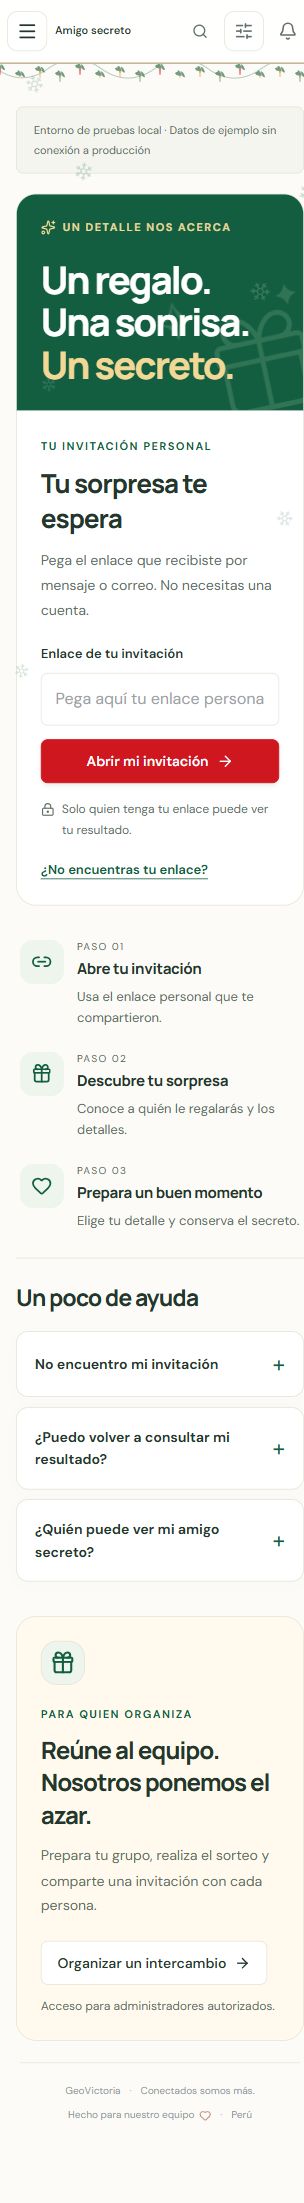 Amigo secreto
Entorno de pruebas local · Datos de ejemplo sin
conexión a producción
UN DETALLE NOS ACERCA
Un regalo.
Una sonrisa.
Un secreto.
TU INVITACIÓN PERSONAL
Tu sorpresa te
espera
Pega el enlace que recibiste por
mensaje o correo. No necesitas una
cuenta.
Enlace de tu invitación
Pega aquí tu enlace persona
Abrir mi invitación →
Solo quien tenga tu enlace puede ver
tu resultado.
¿No encuentras tu enlace?
PASO 01
Abre tu invitación
Usa el enlace personal que te
compartieron.
PASO 02
Descubre tu sorpresa
Conoce a quién le regalarás y los
detalles.
PASO 03
Prepara un buen momento
Elige tu detalle y conserva el secreto.
Un poco de ayuda
No encuentro mi invitación +
¿Puedo volver a consultar mi
resultado? +
¿Quién puede ver mi amigo
secreto? +
PARA QUIEN ORGANIZA
Reúne al equipo.
Nosotros ponemos el
azar.
Prepara tu grupo, realiza el sorteo y
comparte una invitación con cada
persona.
Organizar un intercambio →
Acceso para administradores autorizados.
GeoVictoria · Conectados somos más.
Hecho para nuestro equipo ♡ · Perú